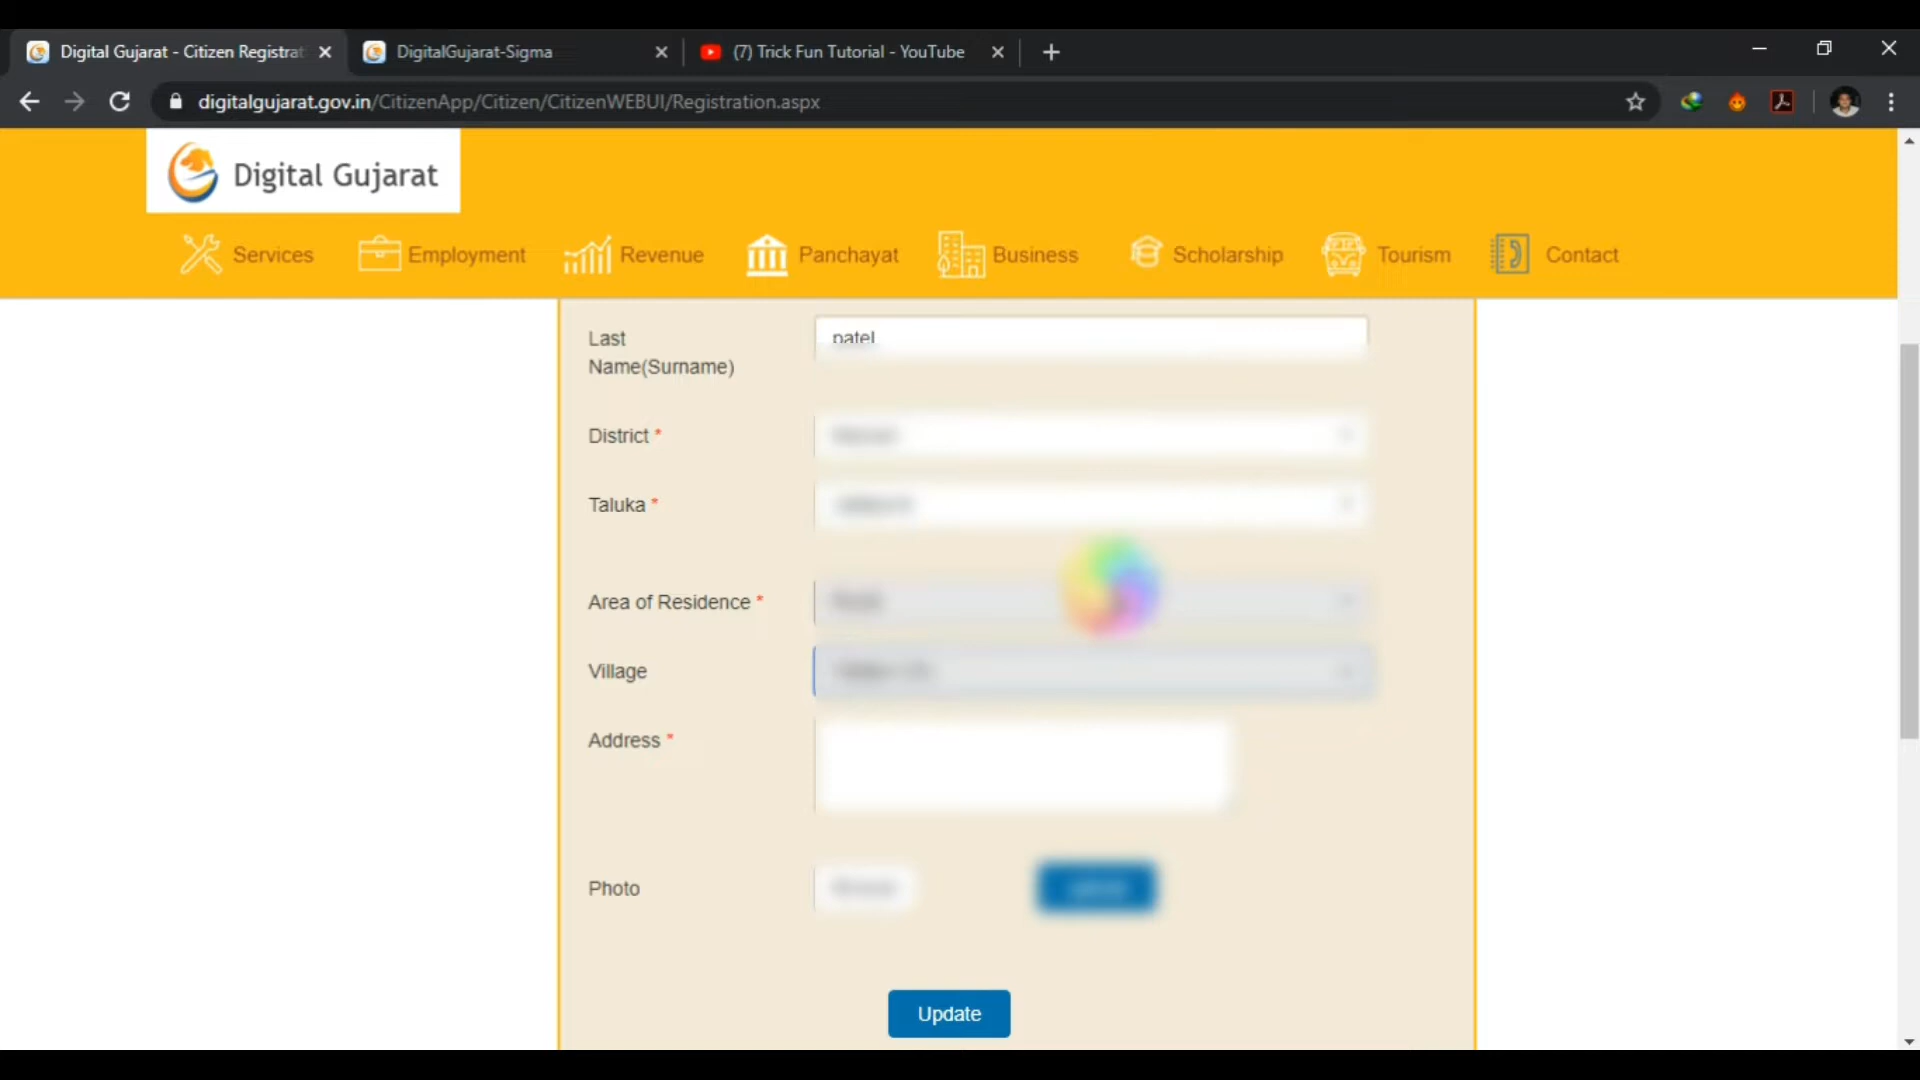 Digital Gujarat - Citizen Registrat
DigitalGujarat-Sigma
(7) Trick Fun Tutorial - YouTube
digitalgujarat.gov.in/CitizenApp/Citizen/CitizenWEBUI/Registration.aspx
Digital Gujarat
Services Employment Revenue Panchayat Business Scholarship Tourism Contact
Last
Name(Surname)
patel
District *
Taluka *
Area of Residence *
Village
Address *
Photo
Update